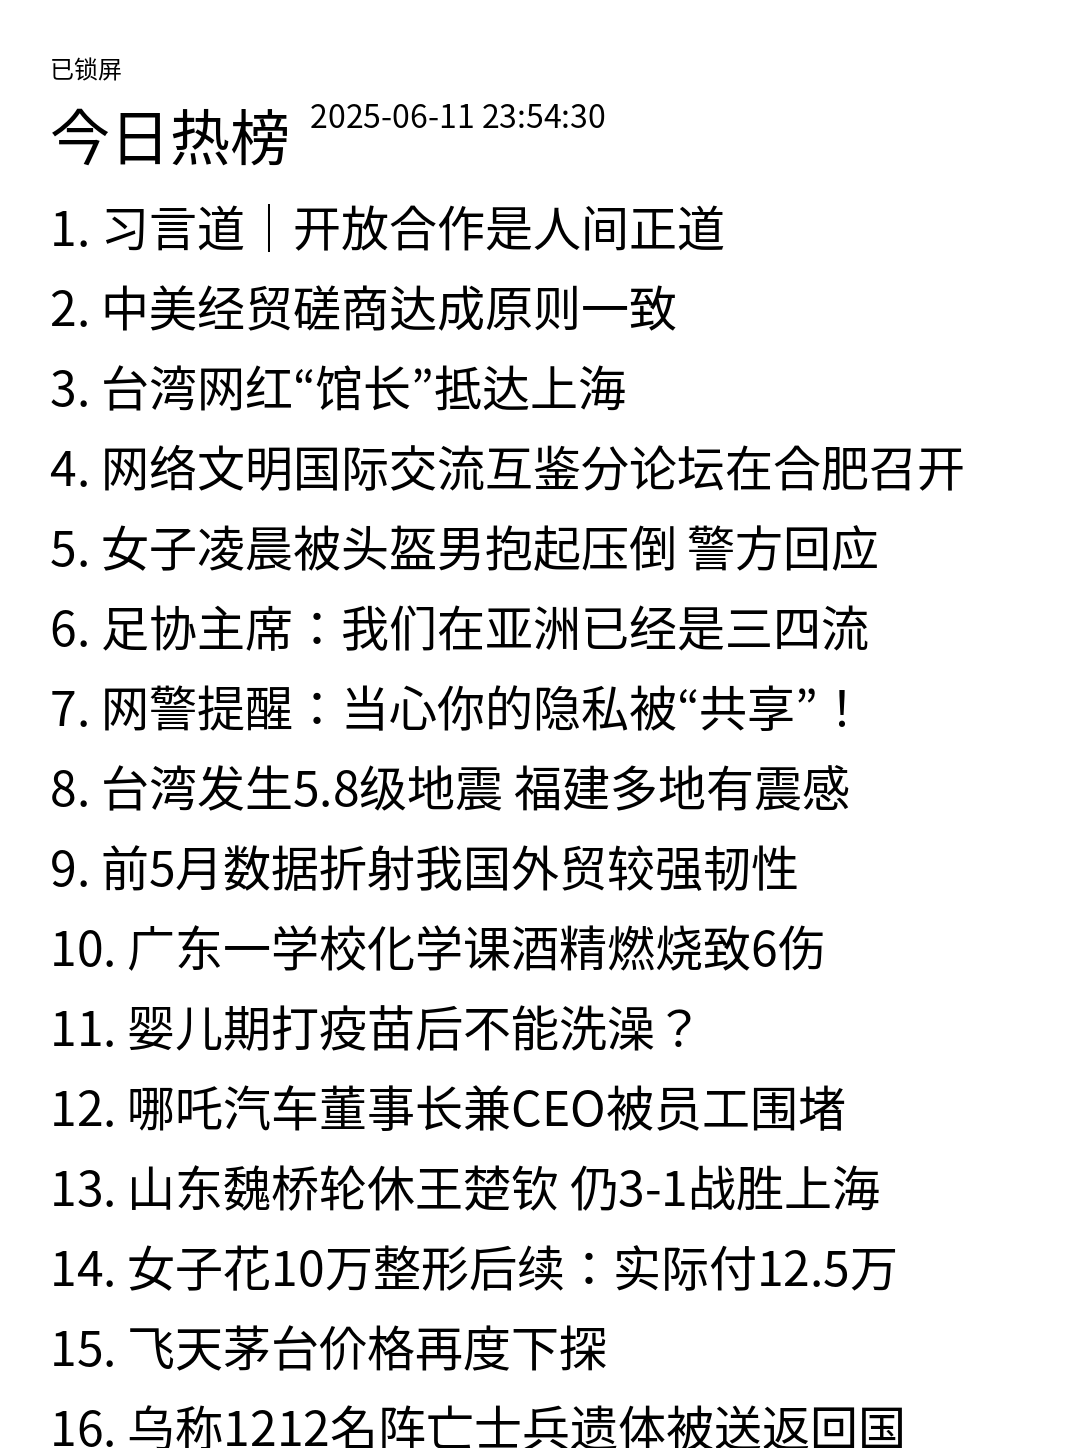 已锁屏
今日热榜 2025-06-11 23:54:30
1. 习言道｜开放合作是人间正道
2. 中美经贸磋商达成原则一致
3. 台湾网红“馆长”抵达上海
4. 网络文明国际交流互鉴分论坛在合肥召开
5. 女子凌晨被头盔男抱起压倒 警方回应
6. 足协主席：我们在亚洲已经是三四流
7. 网警提醒：当心你的隐私被“共享”！
8. 台湾发生5.8级地震 福建多地有震感
9. 前5月数据折射我国外贸较强韧性
10. 广东一学校化学课酒精燃烧致6伤
11. 婴儿期打疫苗后不能洗澡？
12. 哪吒汽车董事长兼CEO被员工围堵
13. 山东魏桥轮休王楚钦 仍3-1战胜上海
14. 女子花10万整形后续：实际付12.5万
15. 飞天茅台价格再度下探
16. 乌称1212名阵亡士兵遗体被送返回国